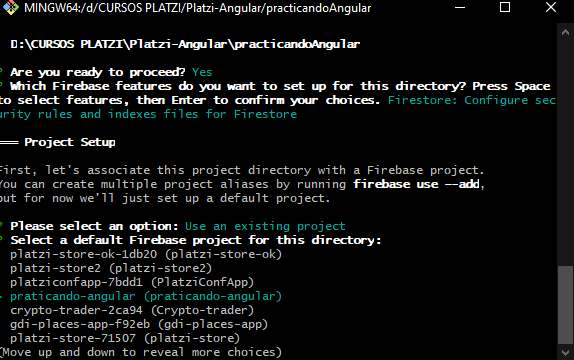 MINGW64:/d/CURSOS PLATZI/Platzi-Angular/practicandoAngular
D:\CURSOS PLATZI\Platzi-Angular\practicandoAngular
? Are you ready to proceed? Yes
? Which Firebase features do you want to set up for this directory? Press Space
to select features, then Enter to confirm your choices. Firestore: Configure sec
urity rules and indexes files for Firestore
=== Project Setup
First, let's associate this project directory with a Firebase project.
You can create multiple project aliases by running firebase use --add,
but for now we'll just set up a default project.
? Please select an option: Use an existing project
? Select a default Firebase project for this directory:
platzi-store-ok-1db20 (platzi-store-ok)
platzi-store2 (platzi-store2)
platziconfapp-7bdd1 (PlatziConfApp)
> praticando-angular (praticando-angular)
crypto-trader-2ca94 (Crypto-trader)
gdi-places-app-f92eb (gdi-places-app)
platzi-store-71507 (platzi-store)
(Move up and down to reveal more choices)